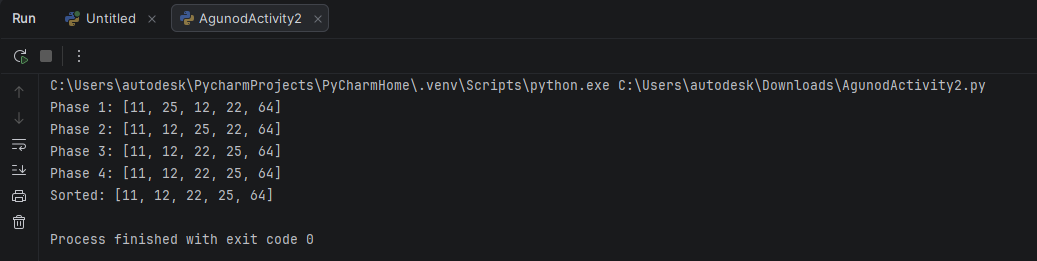 Run Untitled × AgunodActivity2 ×
C:\Users\autodesk\PycharmProjects\PyCharmHome\.venv\Scripts\python.exe C:\Users\autodesk\Downloads\AgunodActivity2.py
Phase 1: [11, 25, 12, 22, 64]
Phase 2: [11, 12, 25, 22, 64]
Phase 3: [11, 12, 22, 25, 64]
Phase 4: [11, 12, 22, 25, 64]
Sorted: [11, 12, 22, 25, 64]
Process finished with exit code 0